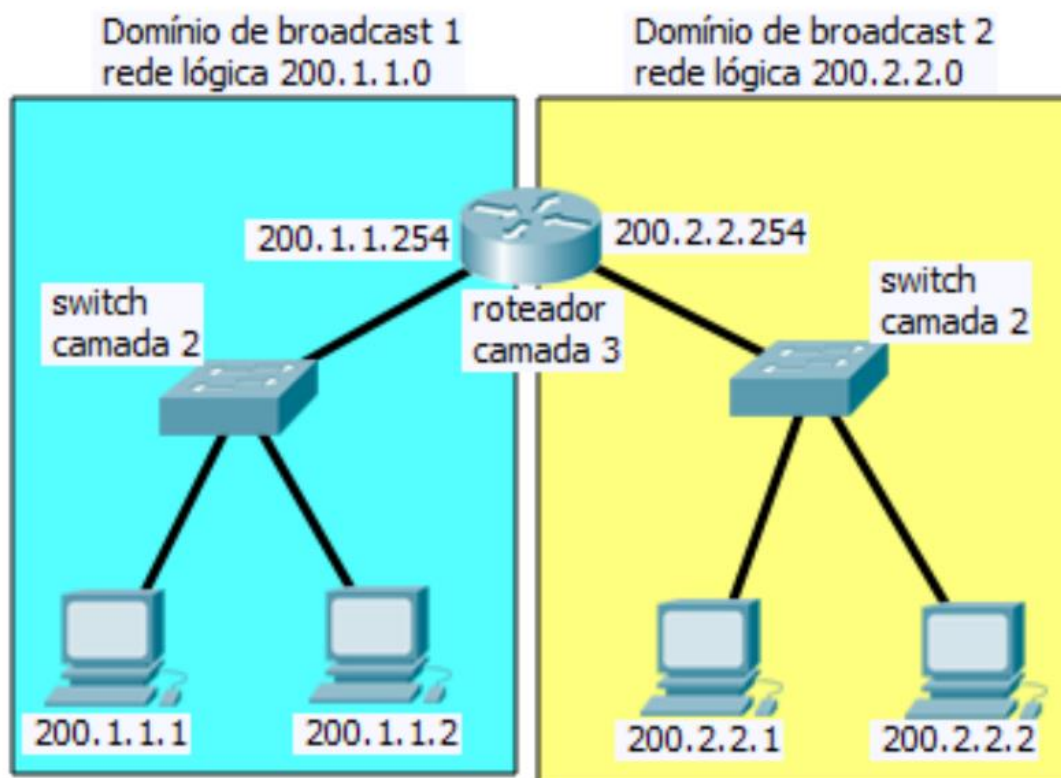 Domínio de broadcast 1
rede lógica 200.1.1.0
Domínio de broadcast 2
rede lógica 200.2.2.0
200.1.1.254
200.2.2.254
switch
camada 2
roteador
camada 3
switch
camada 2
200.1.1.1
200.1.1.2
200.2.2.1
200.2.2.2